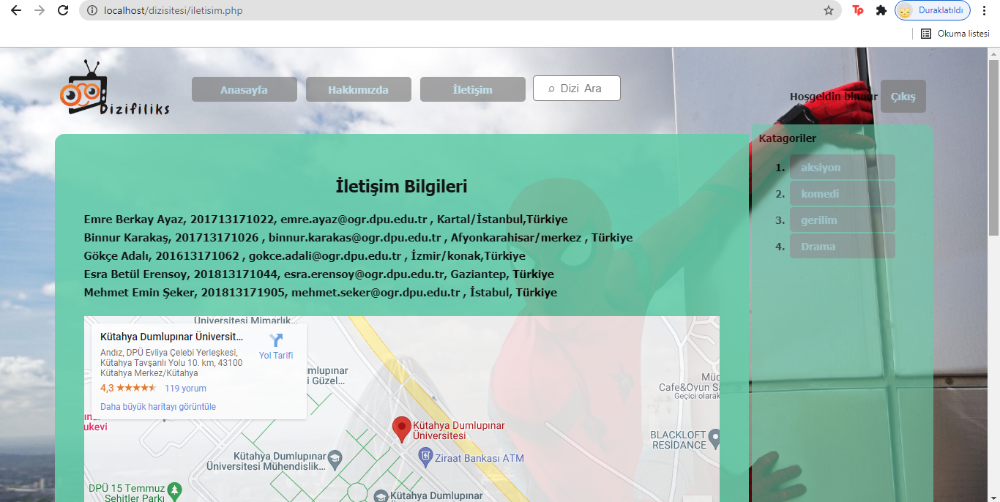 localhost/dizisitesi/iletisim.php
Tp
Duraklatıldı
Okuma listesi
Dizifiliks
Anasayfa
Hakkımızda
İletişim
Dizi Ara
Hoşgeldin binnur
Çıkış
Katagoriler
1. aksiyon
2. komedi
3. gerilim
4. Drama
İletişim Bilgileri
Emre Berkay Ayaz, 201713171022, emre.ayaz@ogr.dpu.edu.tr , Kartal/İstanbul,Türkiye
Binnur Karakaş, 201713171026 , binnur.karakas@ogr.dpu.edu.tr , Afyonkarahisar/merkez , Türkiye
Gökçe Adalı, 201613171062 , gokce.adali@ogr.dpu.edu.tr , İzmir/konak,Türkiye
Esra Betül Erensoy, 201813171044, esra.erensoy@ogr.dpu.edu.tr, Gaziantep, Türkiye
Mehmet Emin Şeker, 201813171905, mehmet.seker@ogr.dpu.edu.tr , İstabul, Türkiye
Üniversitesi Mimarlık...
Kütahya Dumlupınar Üniversit...
Andız, DPÜ Evliya Çelebi Yerleşkesi,
Kütahya Tavşanlı Yolu 10. km, 43100
Kütahya Merkez/Kütahya
4,3
119 yorum
Daha büyük haritayı görüntüle
Yol Tarifi
mlupınar
i Güzel...
ukevi
Kütahya Dumlupınar
Üniversitesi
Ziraat Bankası ATM
Kütahya Dumlupınar
Üniversitesi Mühendislik...
Müc
Cafe&Oyun Sa
Geçici olarak
BLACKLOFT
RESİDANCE
DPÜ 15 Temmuz
Şehitler Parkı
Kütahya Dumlupınar